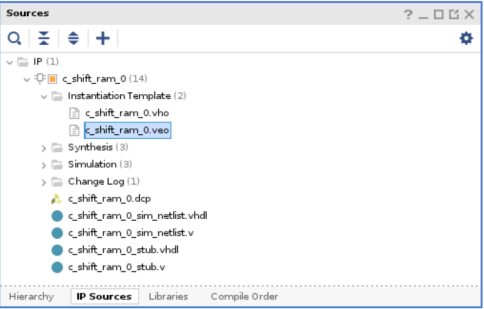 Sources
IP (1)
c_shift_ram_0 (14)
Instantiation Template (2)
c_shift_ram_0.vho
c_shift_ram_0.veo
Synthesis (3)
Simulation (3)
Change Log (1)
c_shift_ram_0.dcp
c_shift_ram_0_sim_netlist.vhdl
c_shift_ram_0_sim_netlist.v
c_shift_ram_0_stub.vhdl
c_shift_ram_0_stub.v
Hierarchy IP Sources Libraries Compile Order